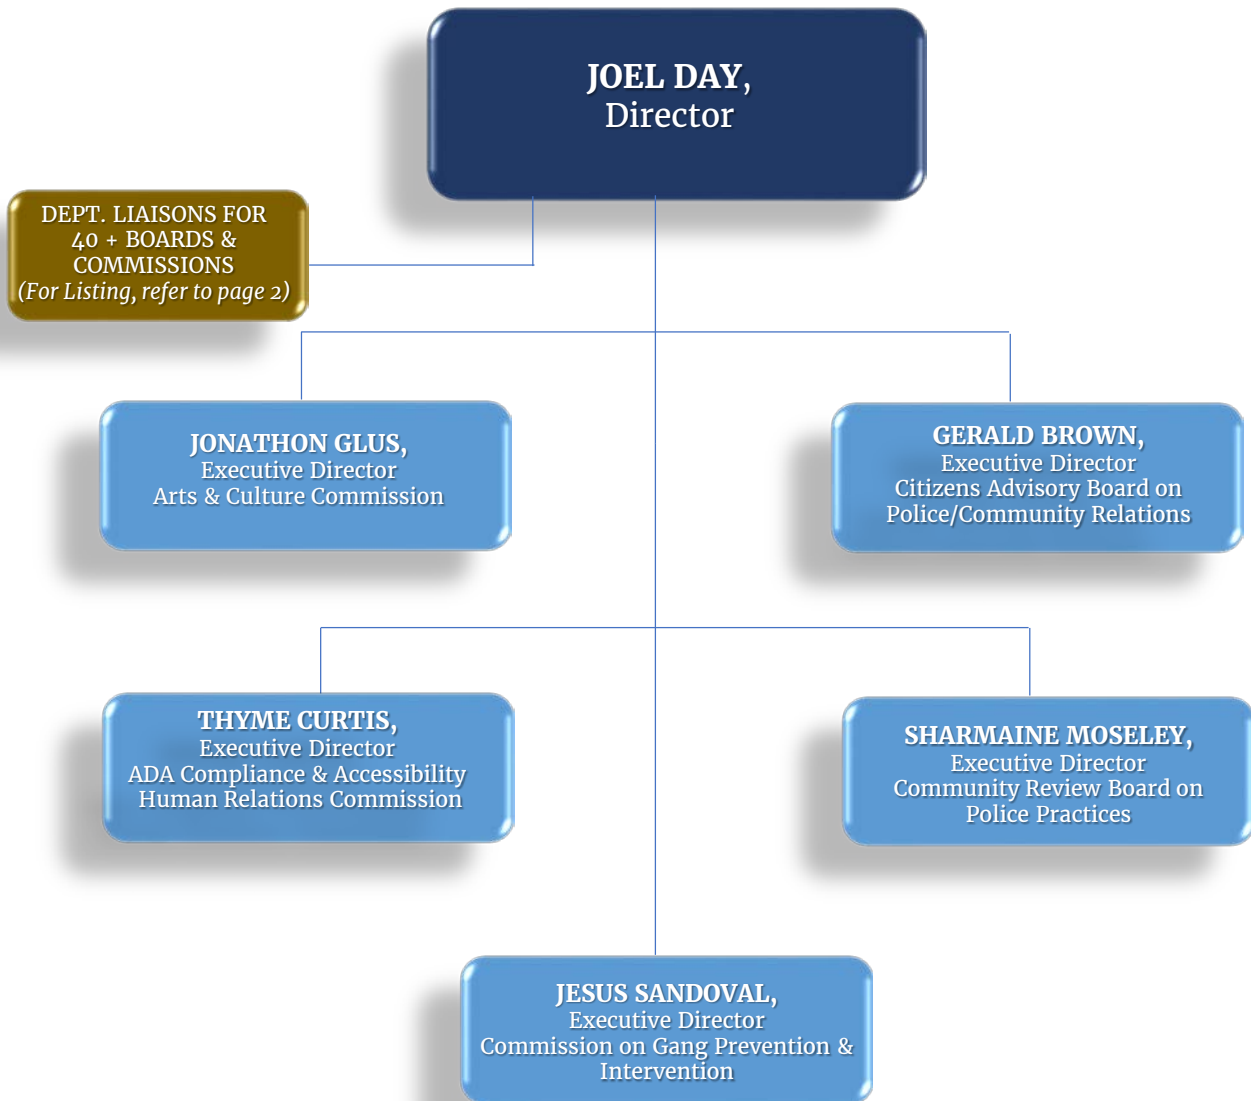 JOEL DAY,
Director
DEPT. LIAISONS FOR
40 + BOARDS &
COMMISSIONS
(For Listing, refer to page 2)
JONATHON GLUS,
Executive Director
Arts & Culture Commission
GERALD BROWN,
Executive Director
Citizens Advisory Board on
Police/Community Relations
THYME CURTIS,
Executive Director
ADA Compliance & Accessibility
Human Relations Commission
SHARMAINE MOSELEY,
Executive Director
Community Review Board on
Police Practices
JESUS SANDOVAL,
Executive Director
Commission on Gang Prevention &
Intervention